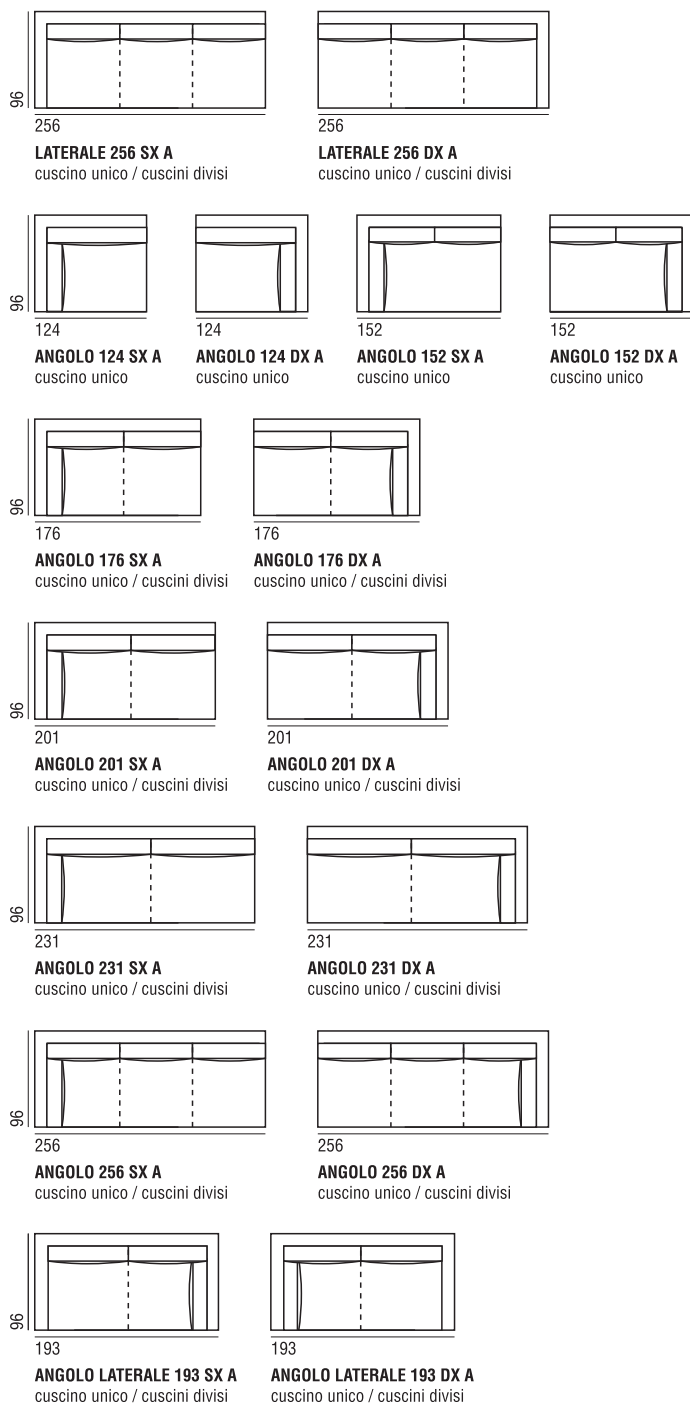 96
256 256
LATERALE 256 SX A LATERALE 256 DX A
cuscino unico / cuscini divisi cuscino unico / cuscini divisi
96
124 124 152 152
ANGOLO 124 SX A ANGOLO 124 DX A ANGOLO 152 SX A ANGOLO 152 DX A
cuscino unico cuscino unico cuscino unico cuscino unico
96
176 176
ANGOLO 176 SX A ANGOLO 176 DX A
cuscino unico / cuscini divisi cuscino unico / cuscini divisi
96
201 201
ANGOLO 201 SX A ANGOLO 201 DX A
cuscino unico / cuscini divisi cuscino unico / cuscini divisi
96
231 231
ANGOLO 231 SX A ANGOLO 231 DX A
cuscino unico / cuscini divisi cuscino unico / cuscini divisi
96
256 256
ANGOLO 256 SX A ANGOLO 256 DX A
cuscino unico / cuscini divisi cuscino unico / cuscini divisi
96
193 193
ANGOLO LATERALE 193 SX A ANGOLO LATERALE 193 DX A
cuscino unico / cuscini divisi cuscino unico / cuscini divisi